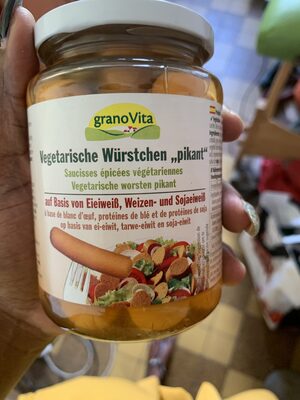 granoVita
Vegetarische Würstchen „pikant“
Saucisses épicées végétariennes
Vegetarische worsten pikant
auf Basis von Eieiweiß, Weizen- und Sojaeiweiß
à base de blanc d'œuf, protéines de blé et de protéines de soja
op basis van ei-eiwit, tarwe-eiwit en soja-eiwit